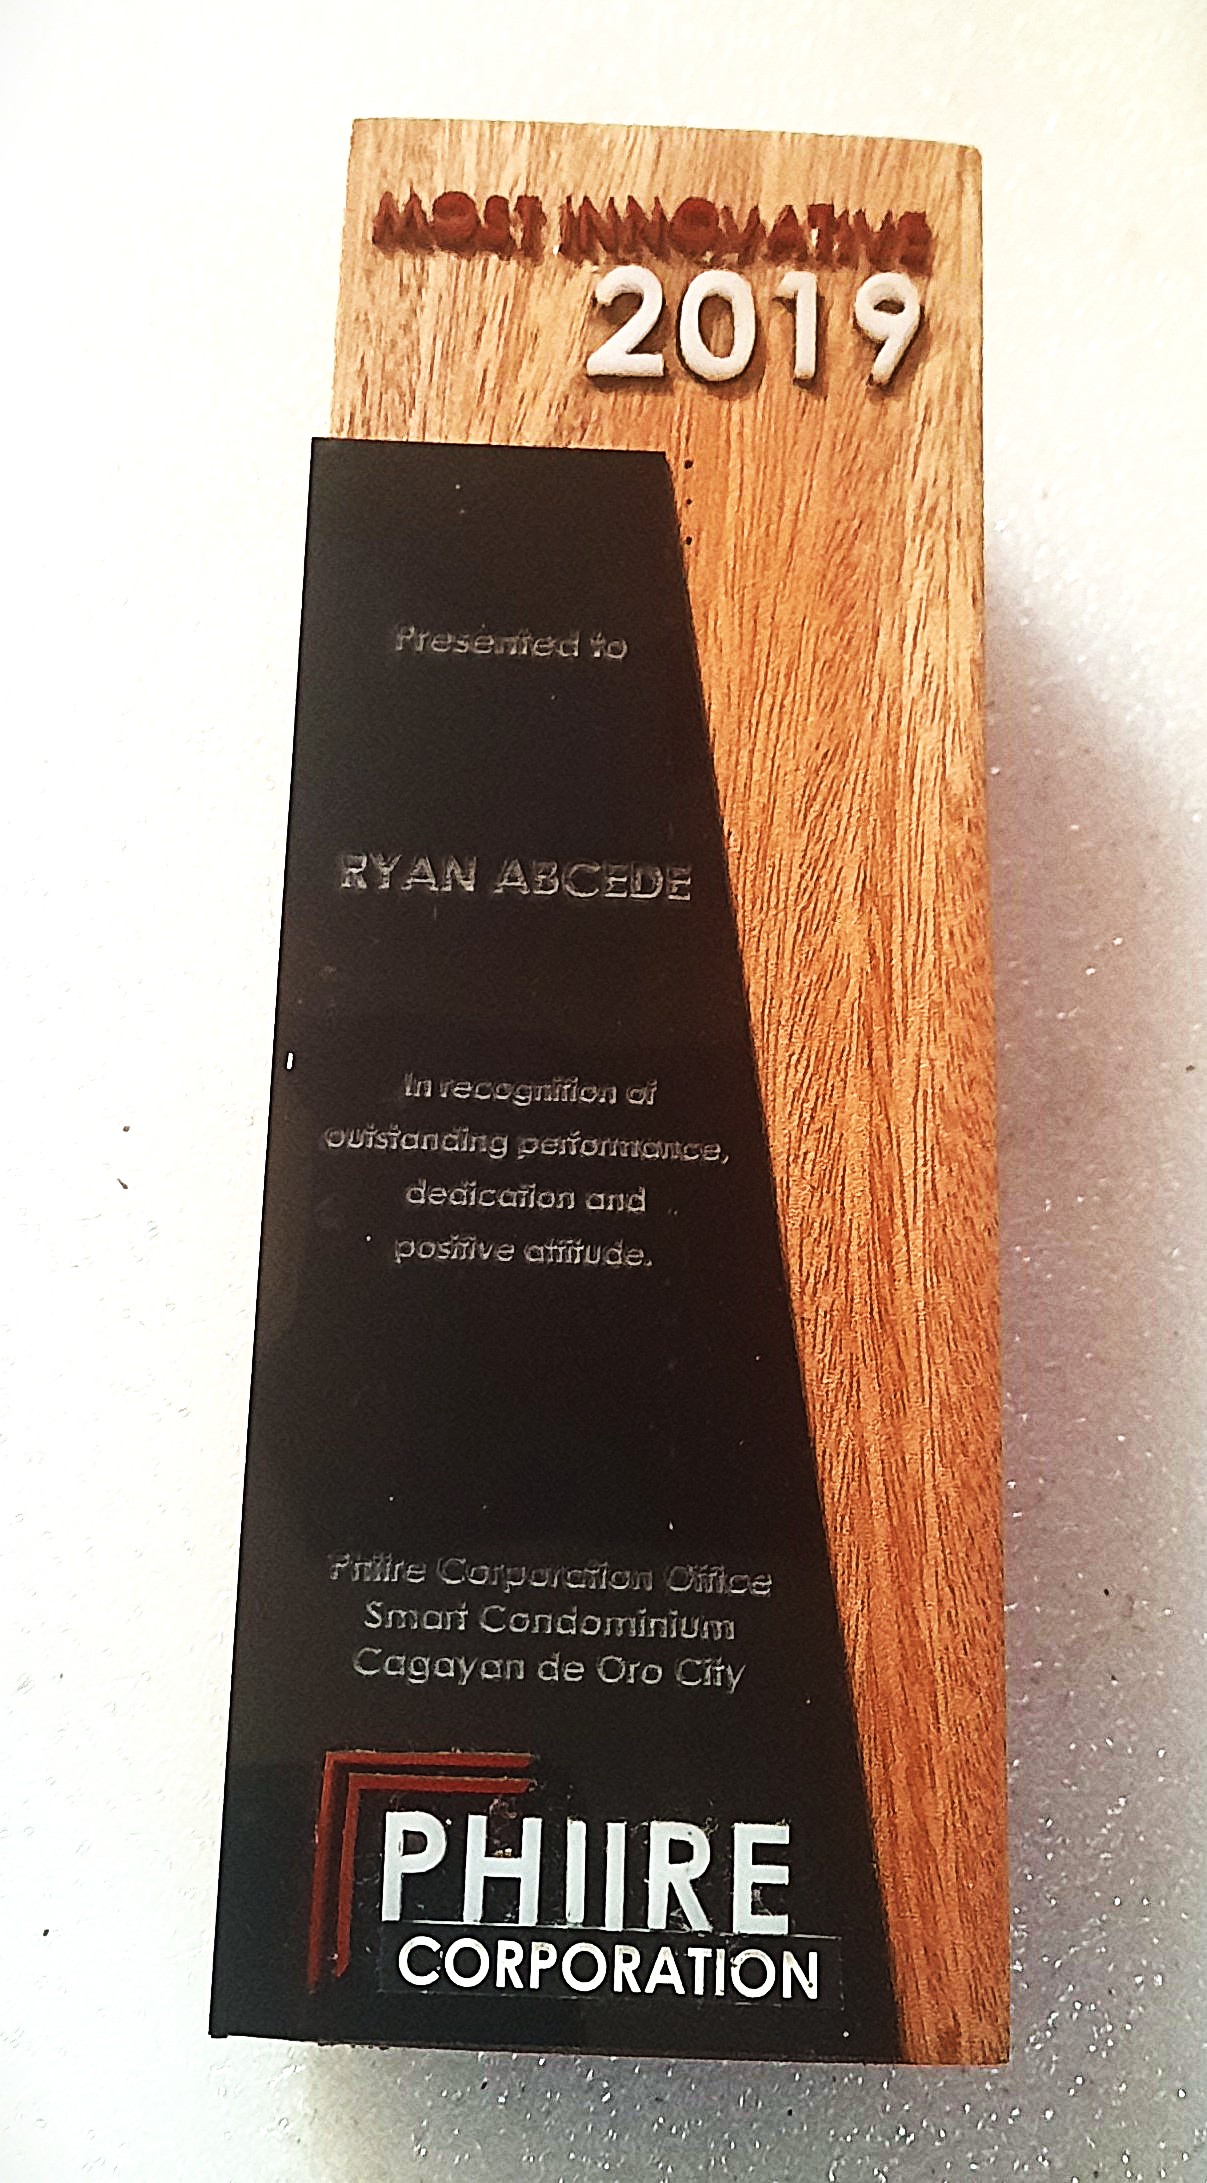 MOST INNOVATIVE
2019
Presented to
RYAN ABCEDE
In recognition of
outstanding performance,
dedication and
positive attitude.
Phiire Corporation Office
Smart Condominium
Cagayan de Oro City
PHIIRE
CORPORATION